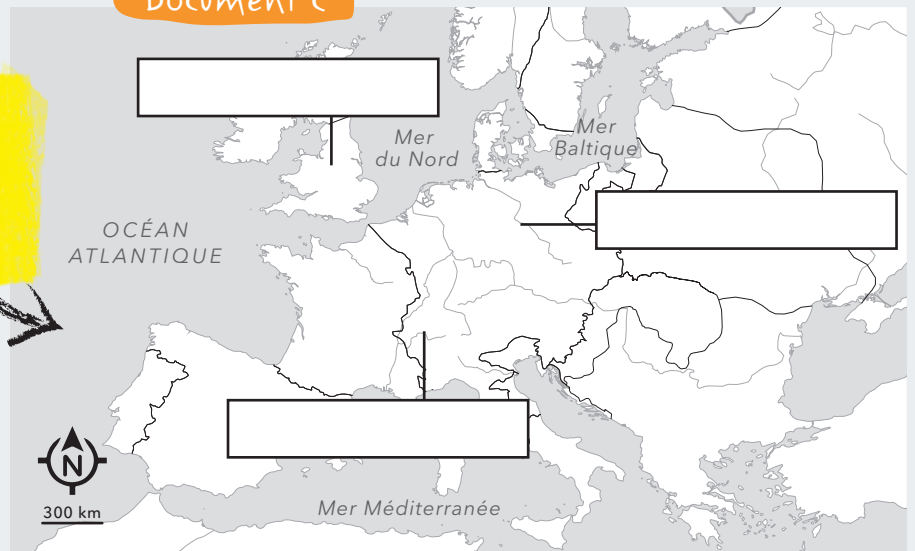 Document C
Mer
du Nord
Mer
Baltique
OCÉAN
ATLANTIQUE
N
300 km
Mer Méditerranée